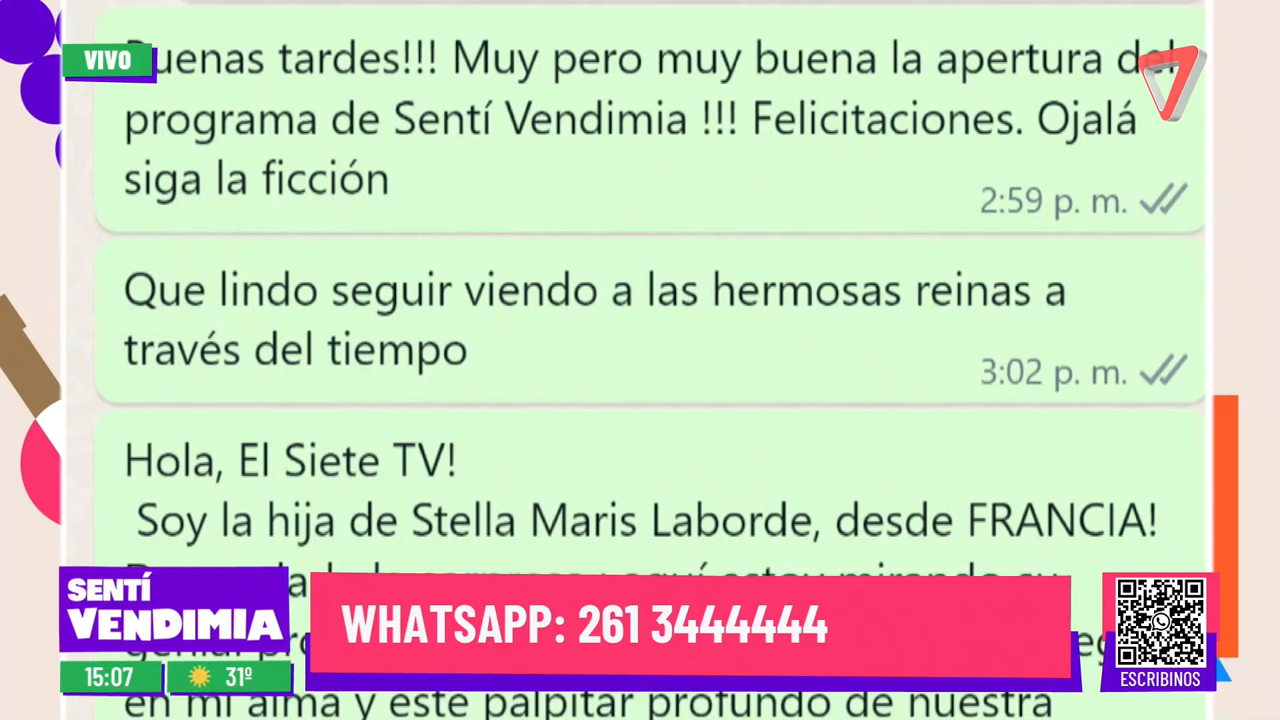 VIVO
Buenas tardes!!! Muy pero muy buena la apertura del
programa de Sentí Vendimia !!! Felicitaciones. Ojalá
siga la ficción
2:59 p. m.
Que lindo seguir viendo a las hermosas reinas a
través del tiempo
3:02 p. m.
Hola, El Siete TV!
Soy la hija de Stella Maris Laborde, desde FRANCIA!
en mi alma y este palpitar profundo de nuestra
SENTÍ
VENDIMIA
WHATSAPP: 261 3444444
15:07
31º
ESCRIBINOS